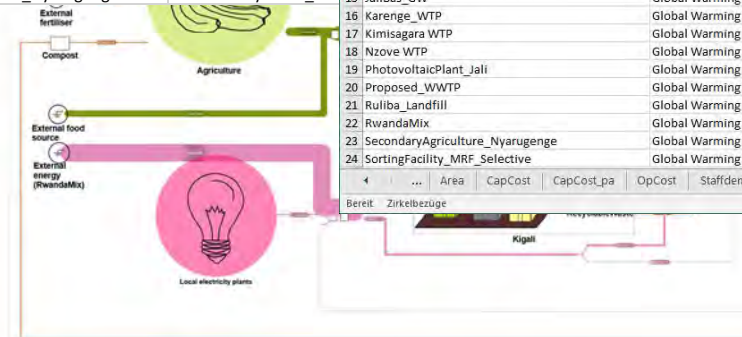 External
fertiliser
Compost
Agriculture
External food
source
External
energy
(RwandaMix)
Local electricity plants
16 Karenge_WTP Global Warming
17 Kimisagara WTP Global Warming
18 Nzove WTP Global Warming
19 PhotovoltaicPlant_Jali Global Warming
20 Proposed_WWTP Global Warming
21 Ruliba_Landfill Global Warming
22 RwandaMix Global Warming
23 SecondaryAgriculture_Nyarugenge Global Warming
24 SortingFacility_MRF_Selective Global Warming
... Area CapCost CapCost_pa OpCost Staffden
Bereit Zirkelbezüge
Kigali